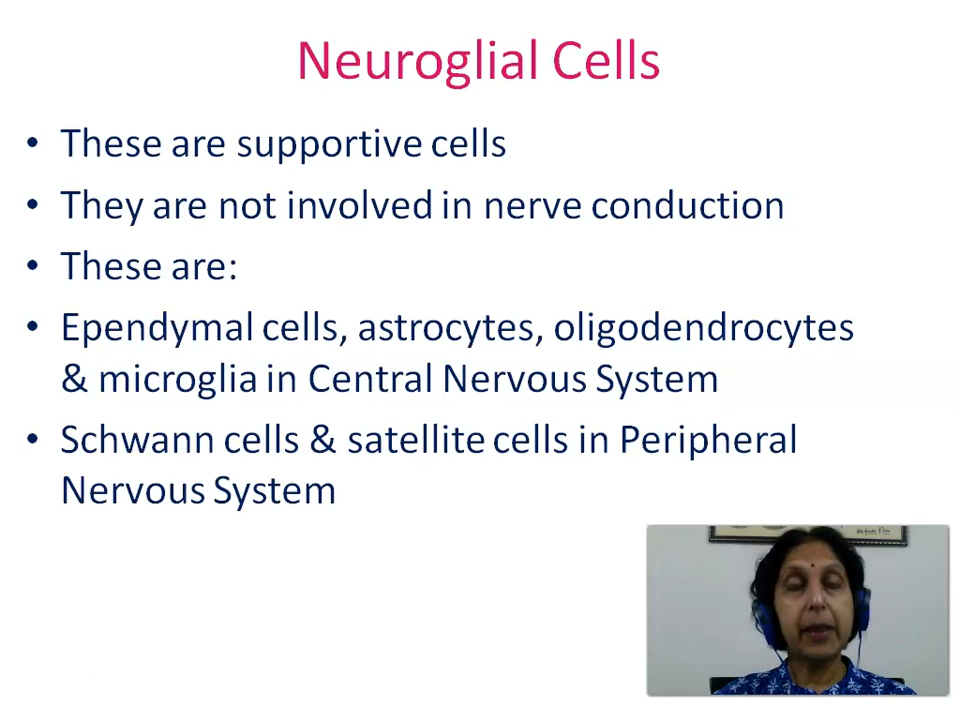 Neuroglial Cells
• These are supportive cells
• They are not involved in nerve conduction
• These are:
• Ependymal cells, astrocytes, oligodendrocytes
& microglia in Central Nervous System
• Schwann cells & satellite cells in Peripheral
Nervous System